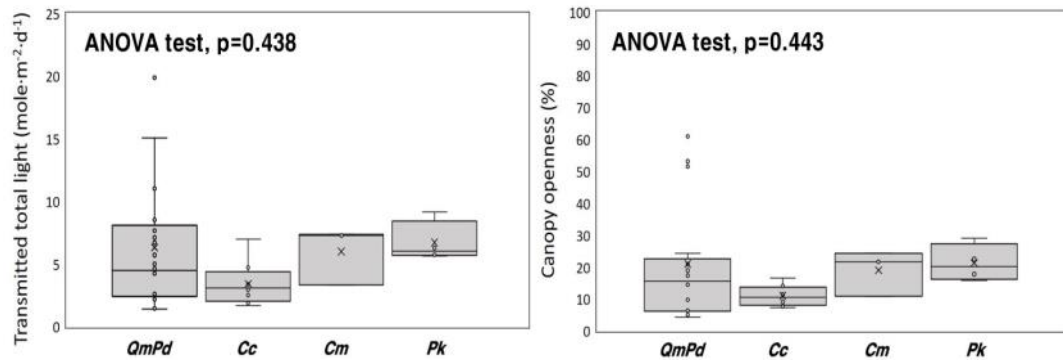 Transmitted total light (mole·m⁻²·d⁻¹)
25
20
15
10
5
0
ANOVA test, p=0.438
QmPd Cc Cm Pk
Canopy openness (%)
100
90
80
70
60
50
40
30
20
10
0
ANOVA test, p=0.443
QmPd Cc Cm Pk